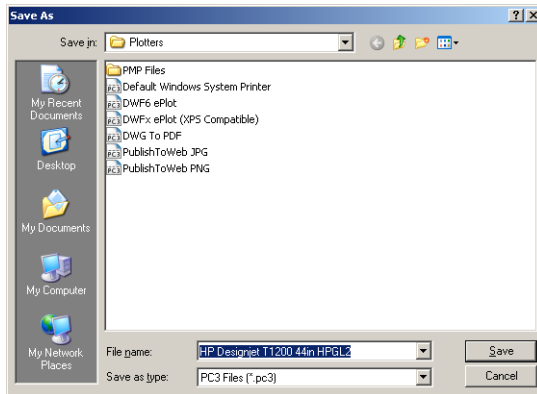 Save As
Save in:
Plotters
My Recent
Documents
Desktop
My Documents
My Computer
My Network
Places
PMP Files
Default Windows System Printer
DWF6 ePlot
DWFx ePlot (XPS Compatible)
DWG To PDF
PublishToWeb JPG
PublishToWeb PNG
File name:
HP Designjet T1200 44in HPGL2
Save
Save as type:
PC3 Files (*.pc3)
Cancel